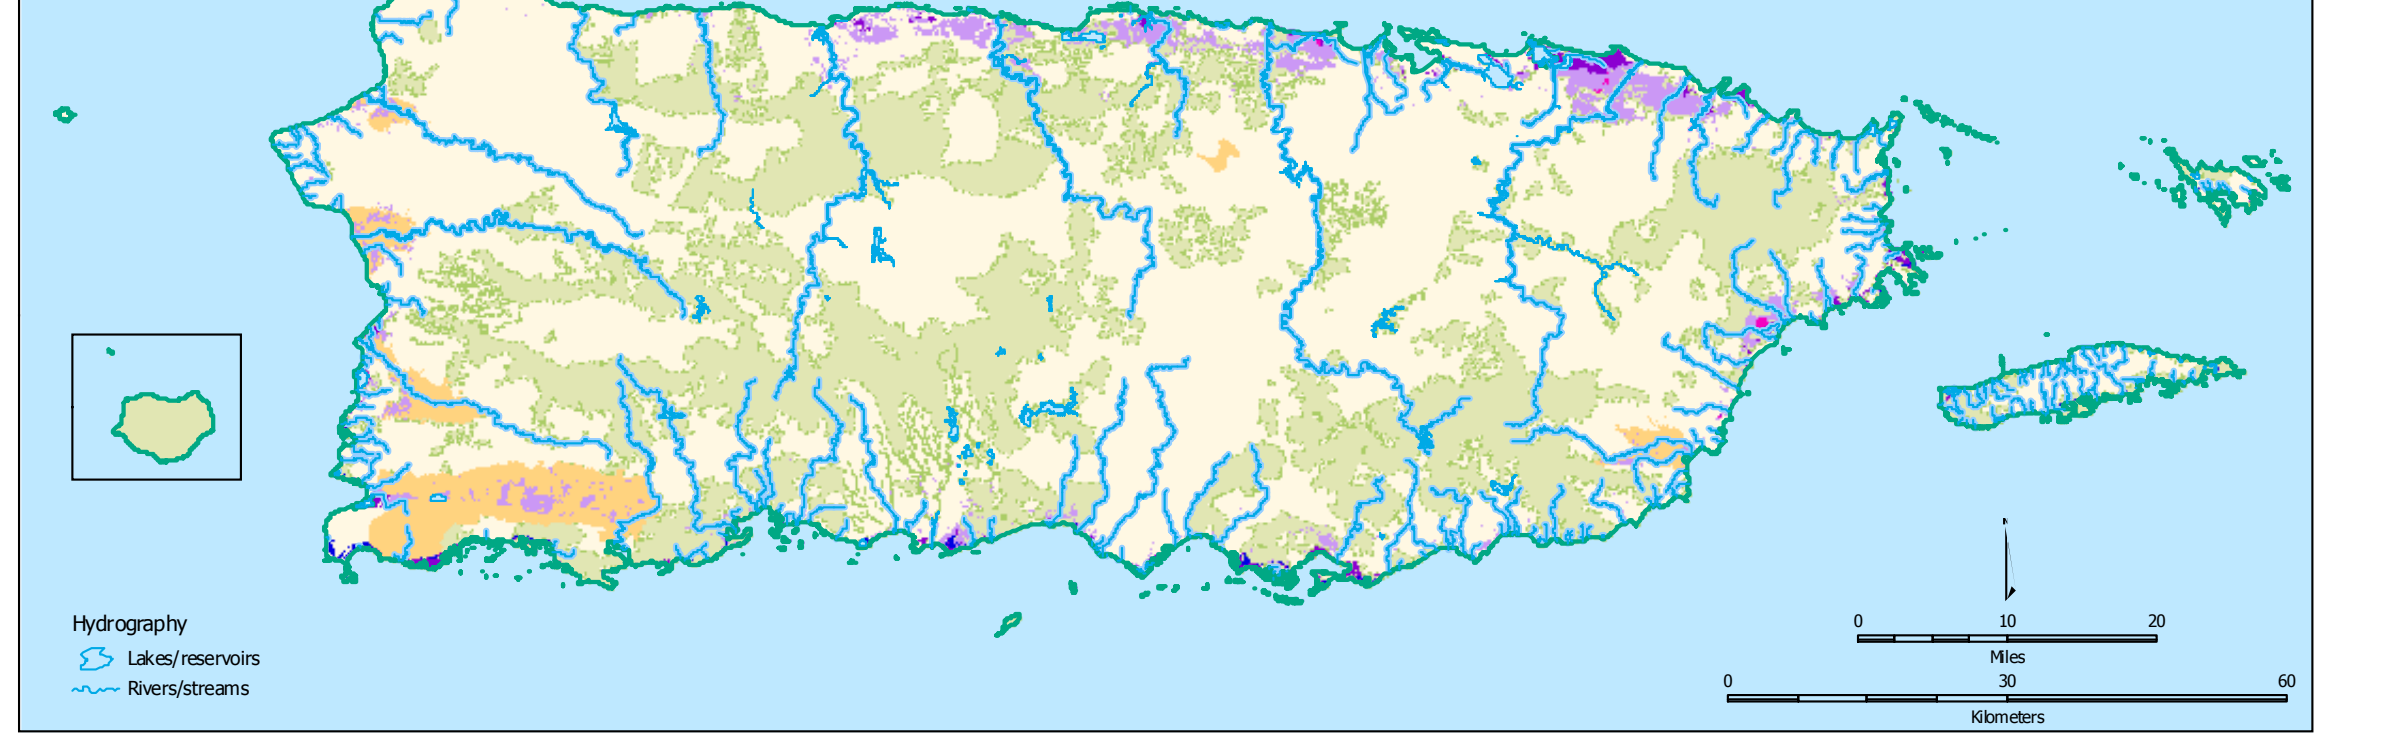 Hydrography
Lakes/reservoirs
Rivers/streams
N
0 10 20
Miles
0 30 60
Kilometers